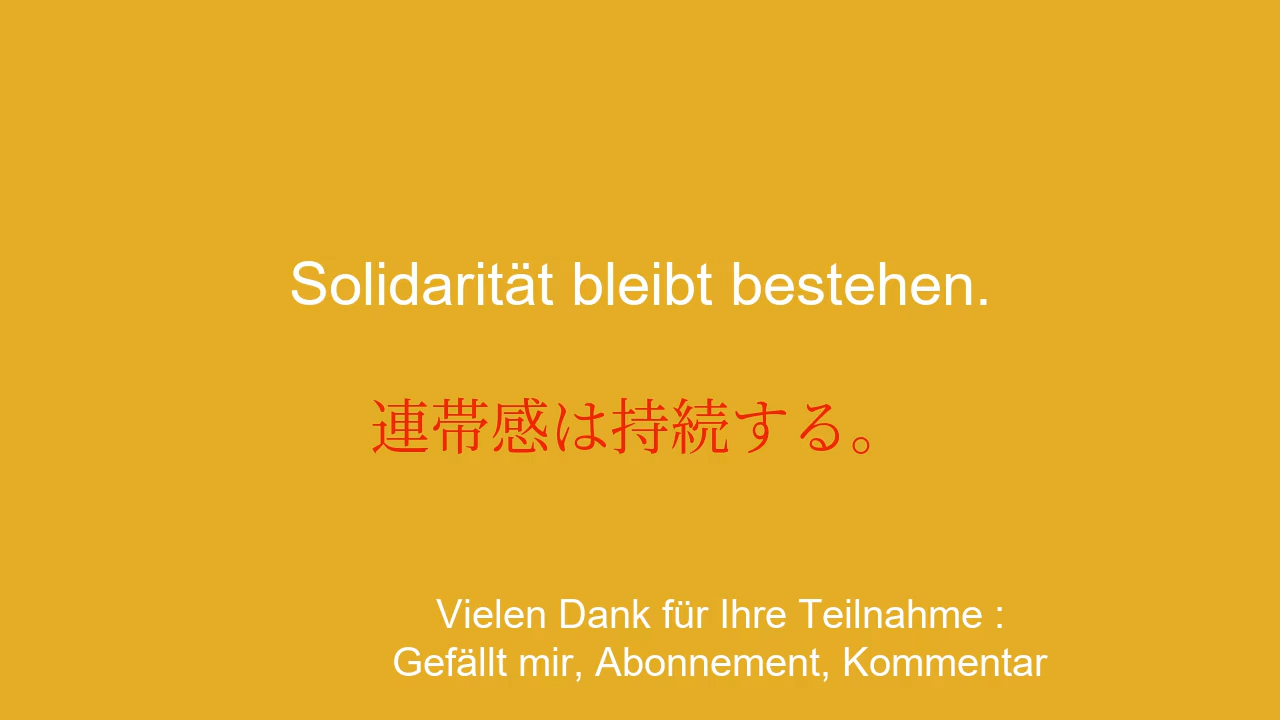 Solidarität bleibt bestehen.
連帯感は持続する。
Vielen Dank für Ihre Teilnahme :
Gefällt mir, Abonnement, Kommentar